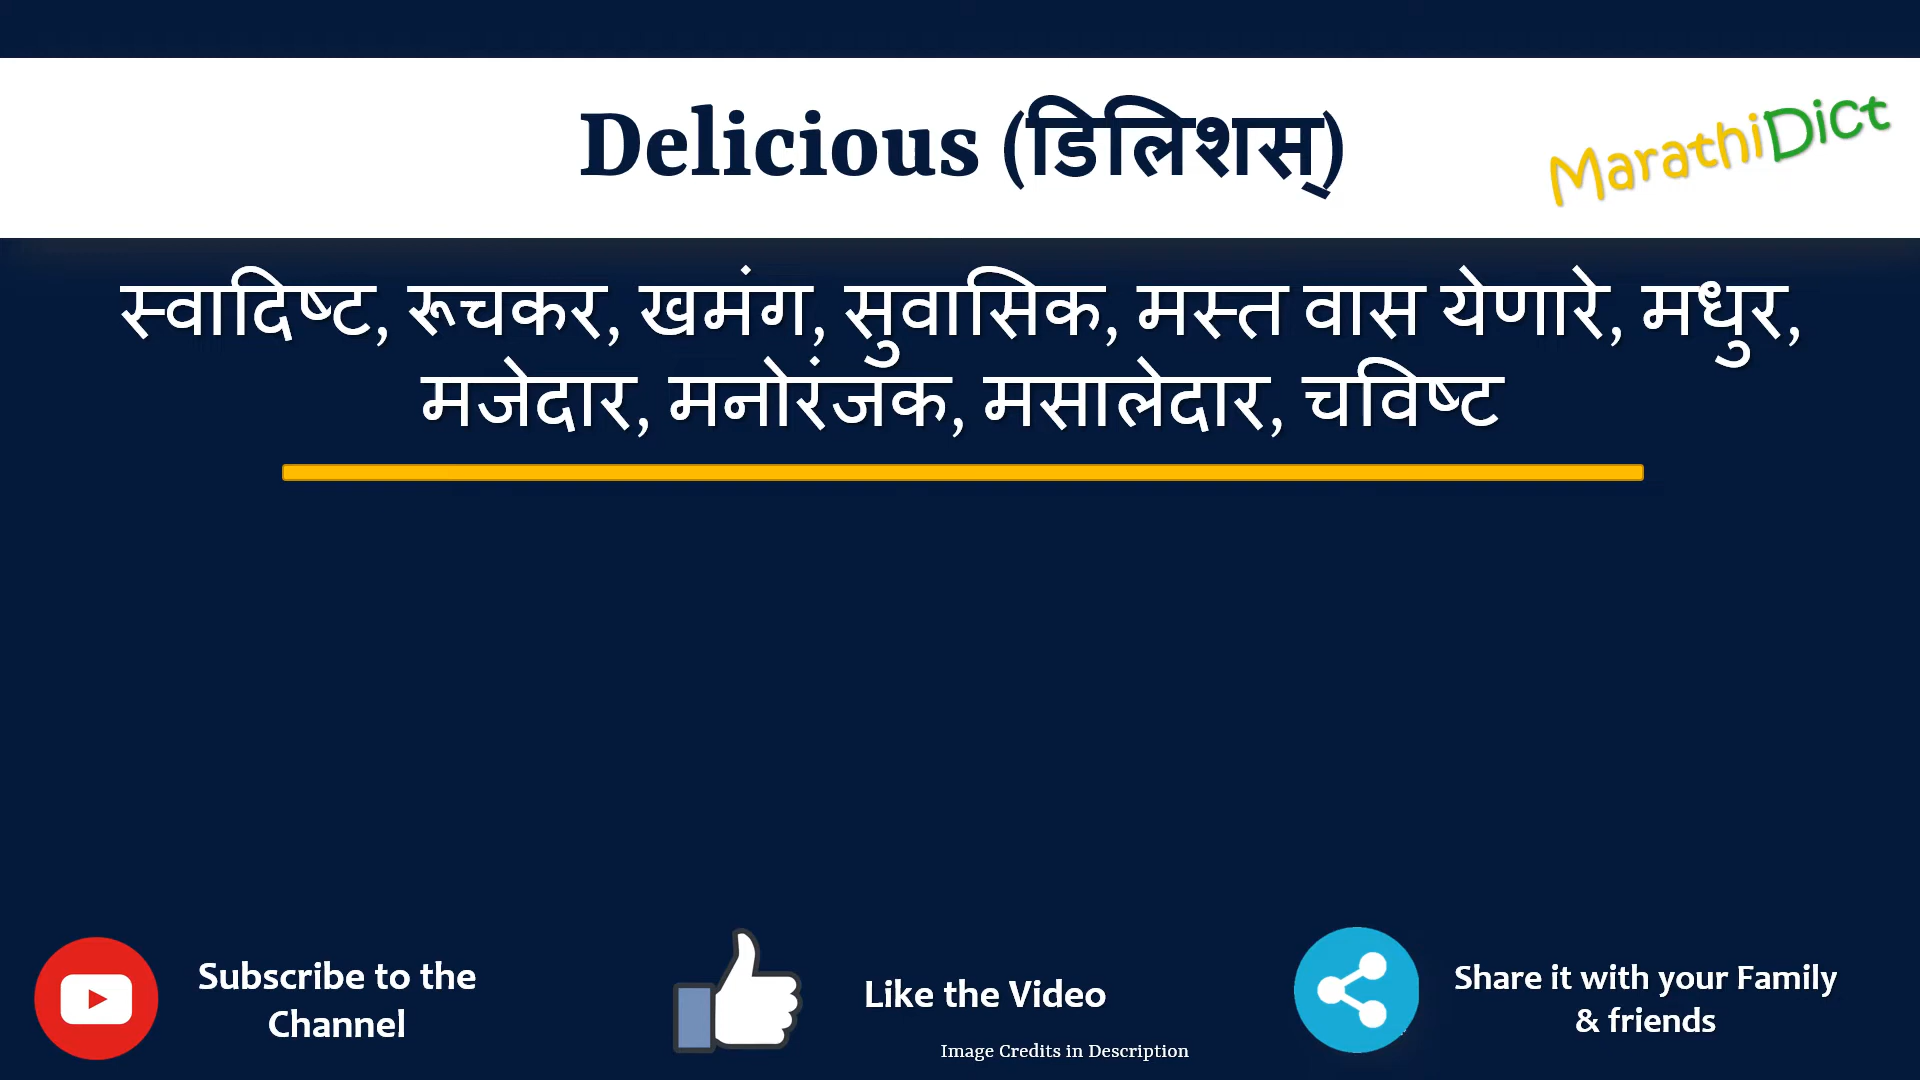 Delicious (डिलिशस्)
MarathiDict
स्वादिष्ट, रूचकर, खमंग, सुवासिक, मस्त वास येणारे, मधुर,
मजेदार, मनोरंजक, मसालेदार, चविष्ट
Subscribe to the
Channel
Like the Video
Share it with your Family
& friends
Image Credits in Description